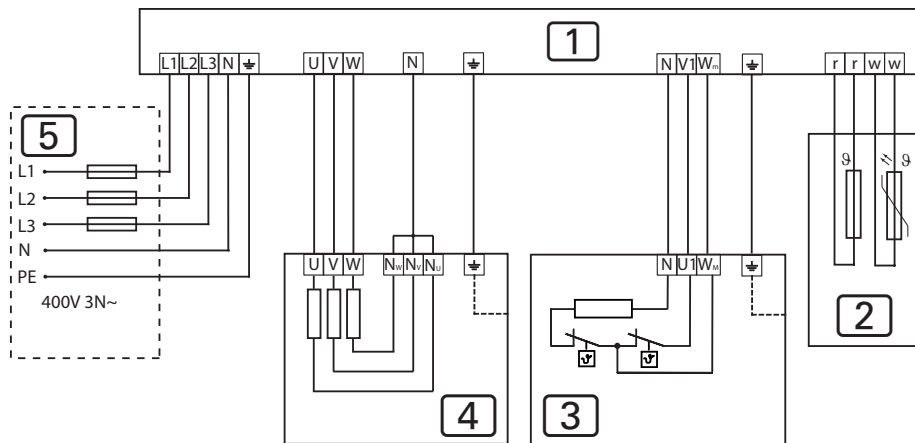 1
L1 L2 L3 N U V W N N V1 Wm r r w w
5
L1
L2
L3
N
PE
400V 3N~
U V W NW NV NU
N U1 WM
ϑ ϑ
ϑ ϑ
2
4
3